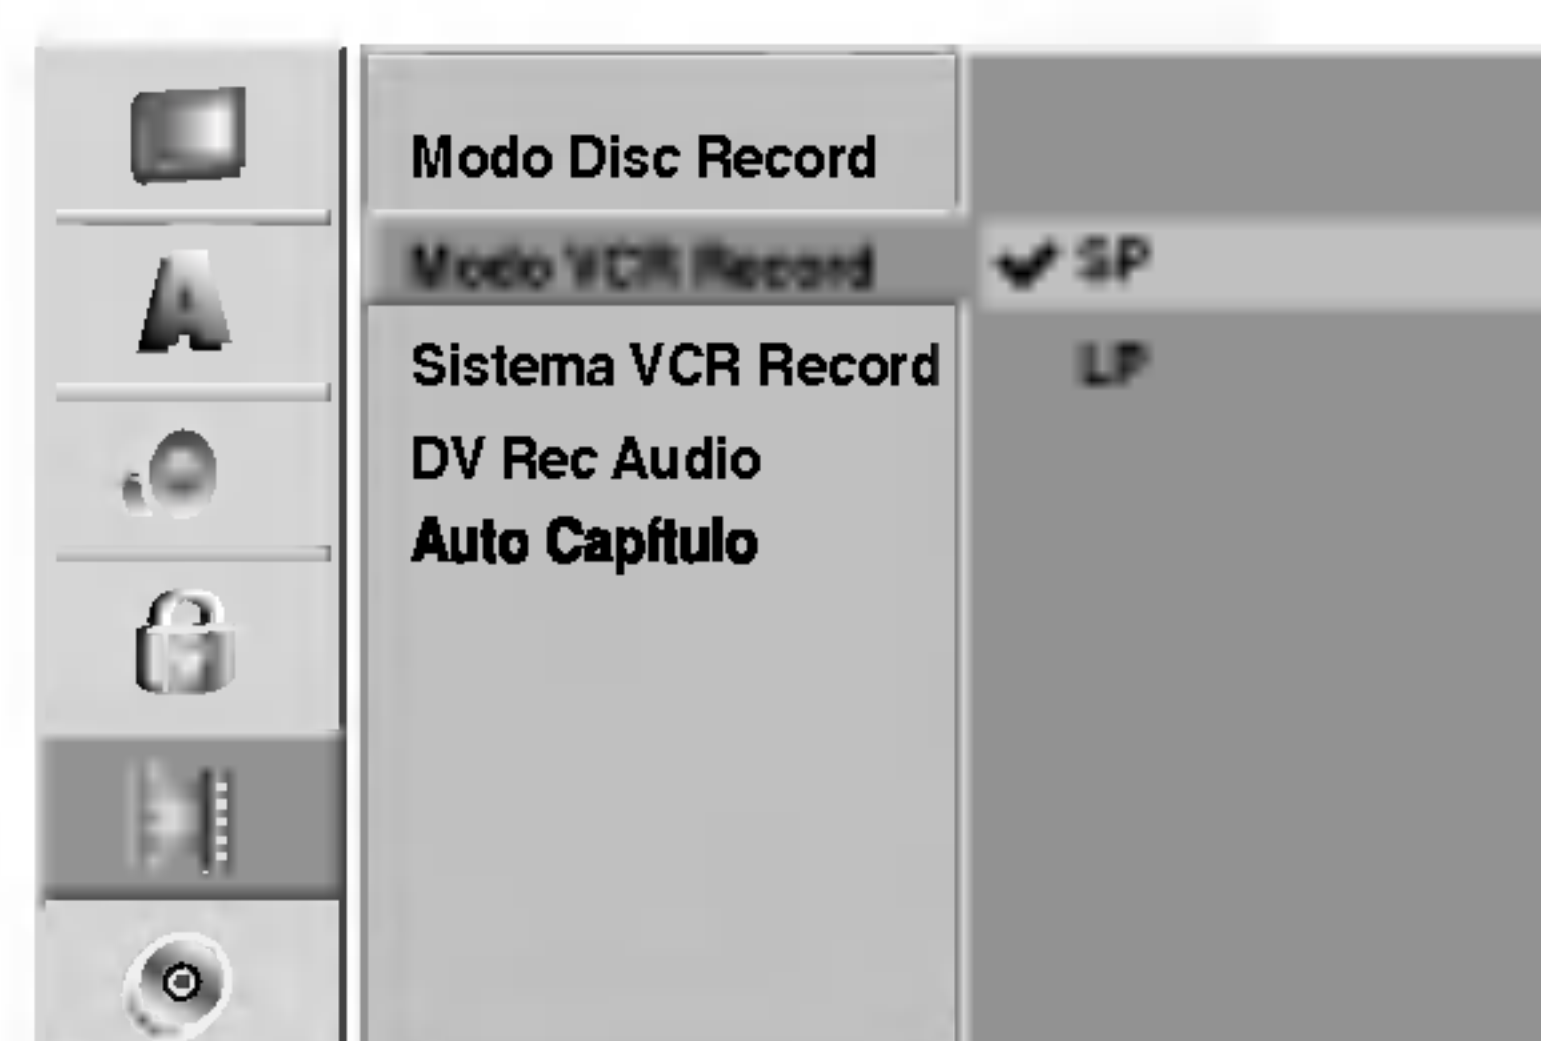 Modo Disc Record
Modo VCR Record
SP
Sistema VCR Record
LP
DV Rec Audio
Auto Capítulo